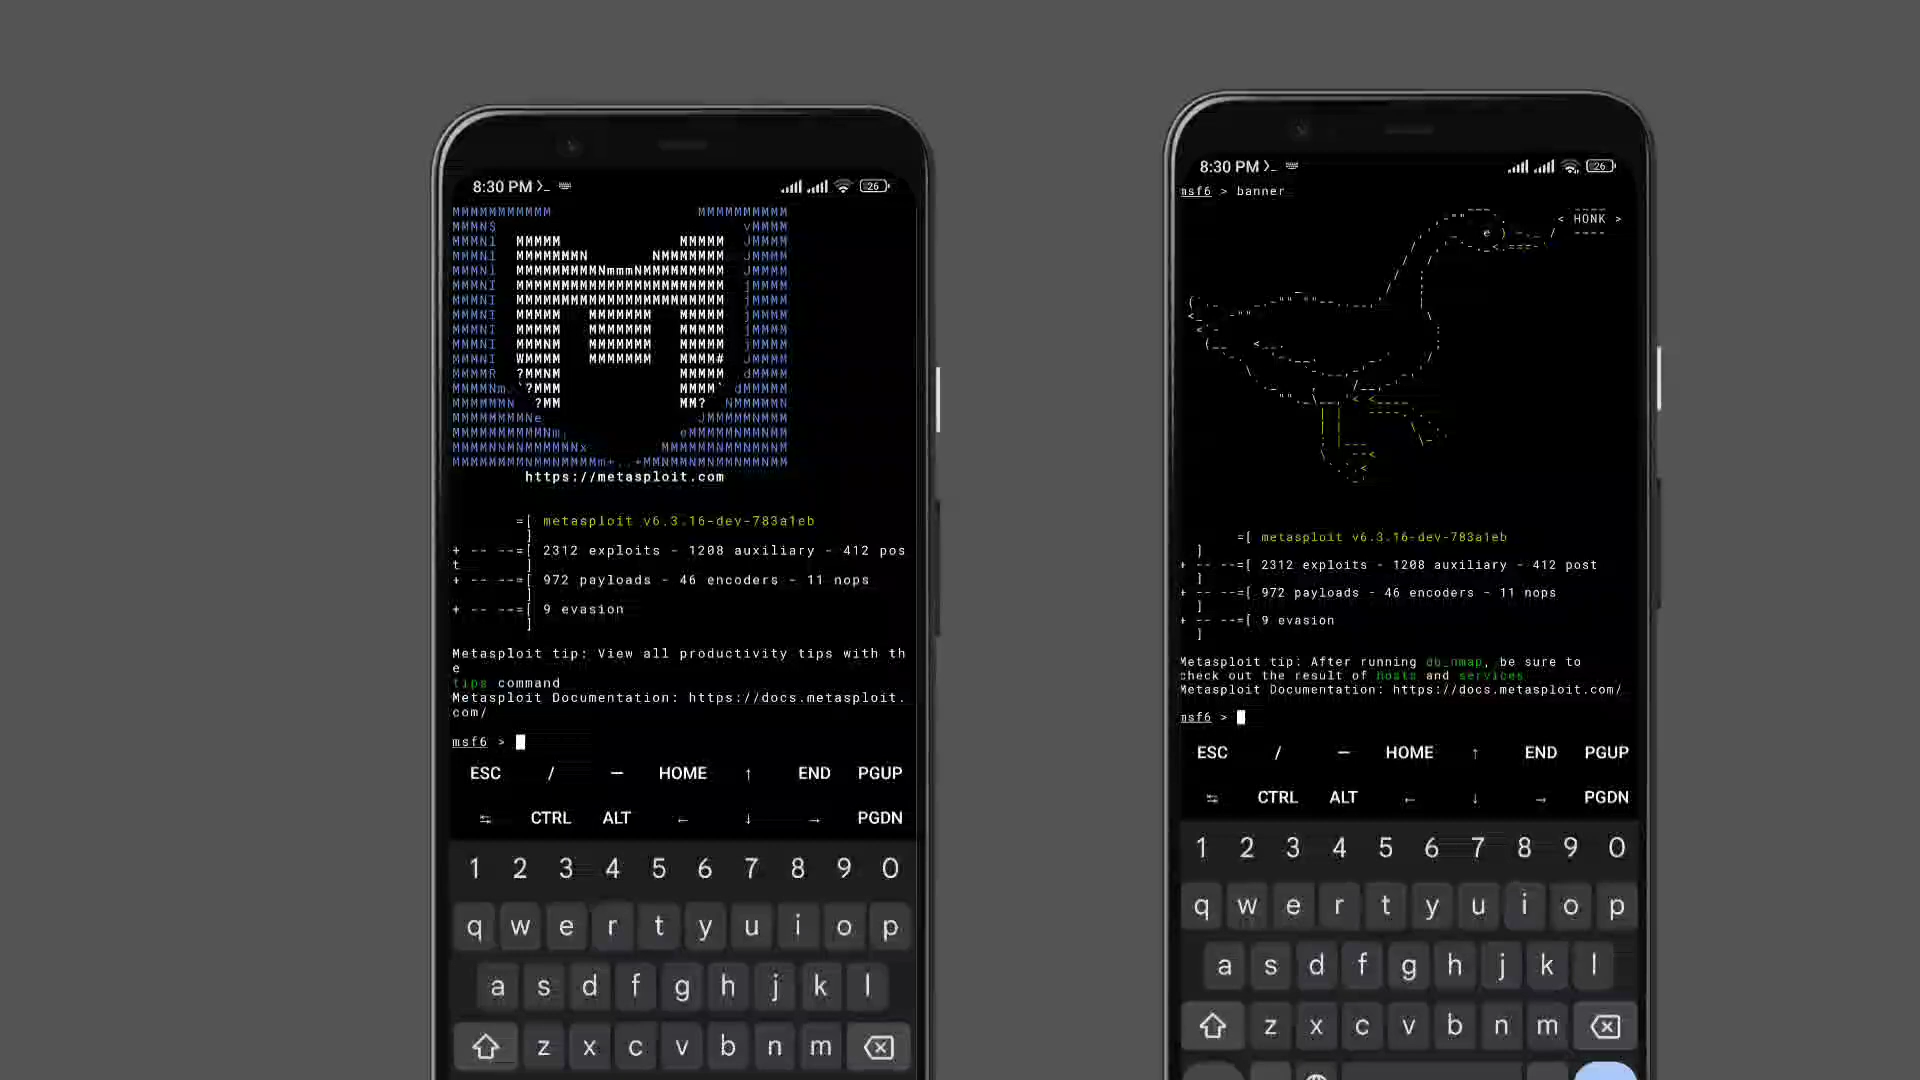 8:30 PM
26
https://metasploit.com
=[ metasploit v6.3.16-dev-783a1eb
]
+ -- --=[ 2312 exploits - 1208 auxiliary - 412 pos
t ]
+ -- --=[ 972 payloads - 46 encoders - 11 nops
]
+ -- --=[ 9 evasion
]
Metasploit tip: View all productivity tips with th
e
tips command
Metasploit Documentation: https://docs.metasploit.
com/
msf6 >
ESC / — HOME ↑ END PGUP
⇆ CTRL ALT ← ↓ → PGDN
1 2 3 4 5 6 7 8 9 0
q w e r t y u i o p
a s d f g h j k l
z x c v b n m
8:30 PM
26
msf6 > banner
< HONK >
=[ metasploit v6.3.16-dev-783a1eb
]
+ -- --=[ 2312 exploits - 1208 auxiliary - 412 post
]
+ -- --=[ 972 payloads - 46 encoders - 11 nops
]
+ -- --=[ 9 evasion
]
Metasploit tip: After running db_nmap, be sure to
check out the result of hosts and services
Metasploit Documentation: https://docs.metasploit.com/
msf6 >
ESC / — HOME ↑ END PGUP
⇆ CTRL ALT ← ↓ → PGDN
1 2 3 4 5 6 7 8 9 0
q w e r t y u i o p
a s d f g h j k l
z x c v b n m